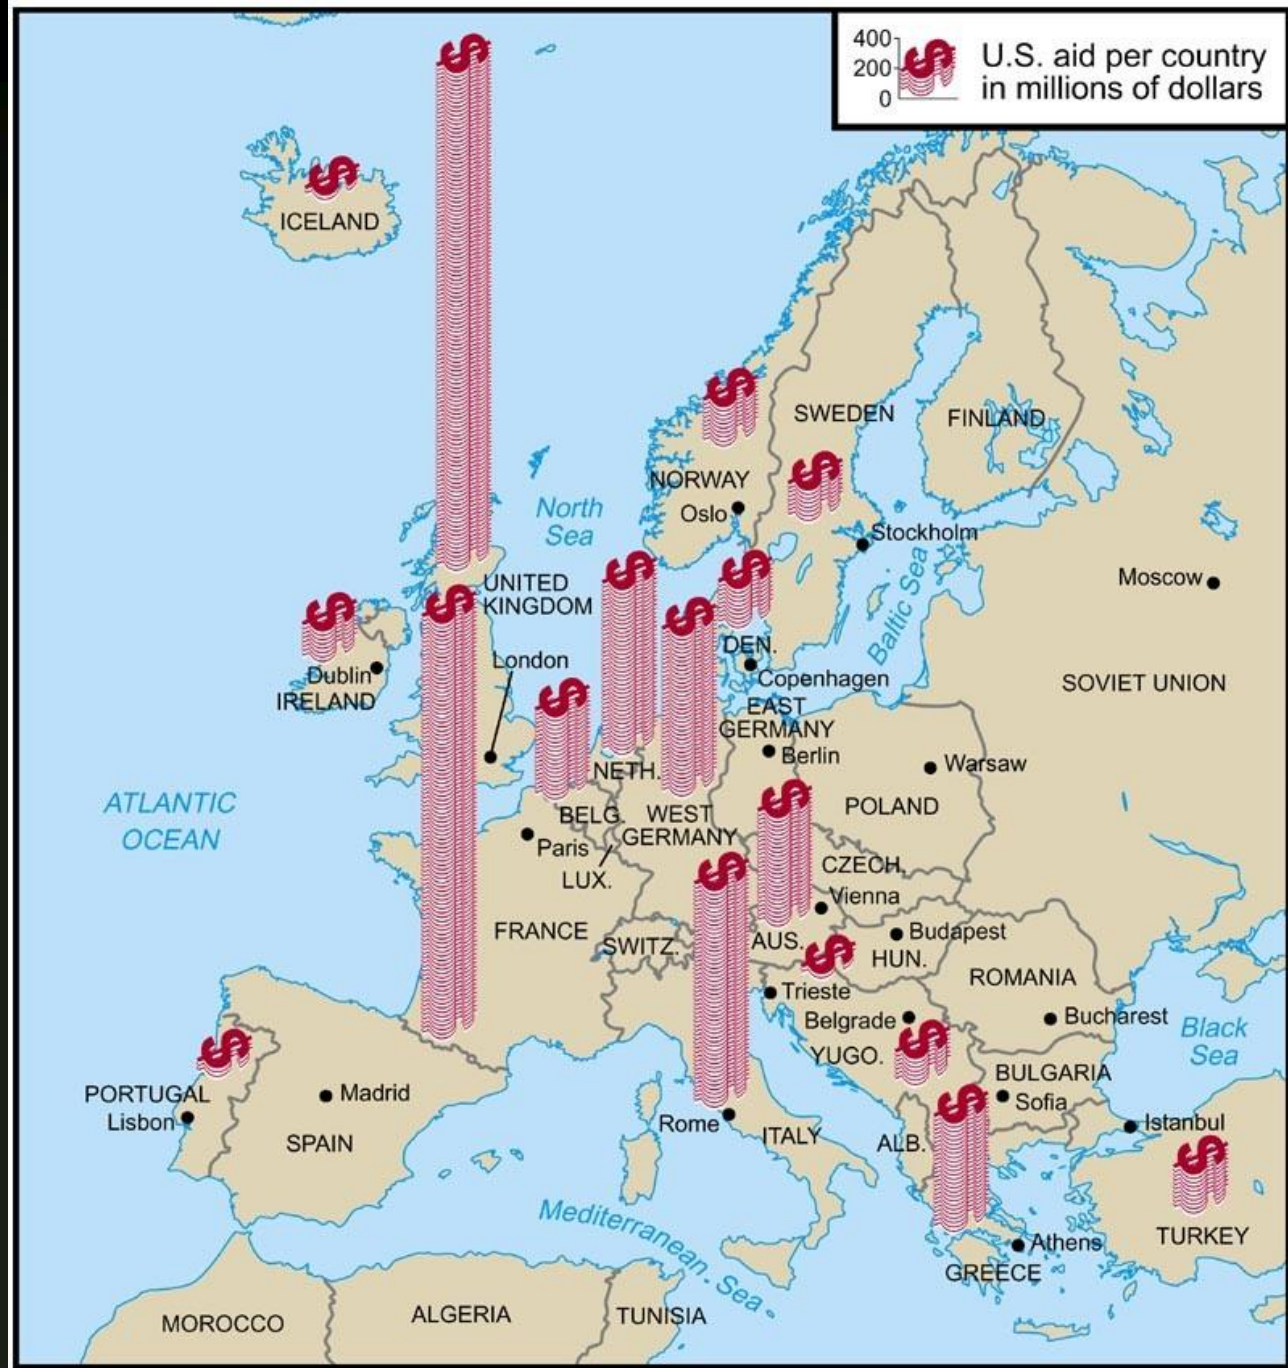 400
200
0
$
U.S. aid per country
in millions of dollars
$
$
ICELAND
$
SWEDEN
FINLAND
$
NORWAY
Oslo
North
Sea
Stockholm
Baltic Sea
Moscow
$
$
UNITED
KINGDOM
$
$
$
DEN.
Copenhagen
London
Dublin
IRELAND
SOVIET UNION
$
EAST
GERMANY
Berlin
NETH.
Warsaw
ATLANTIC
OCEAN
$
POLAND
BELG.
WEST
GERMANY
Paris
LUX.
CZECH.
$
Vienna
FRANCE
SWITZ.
AUS.
$
Budapest
HUN.
ROMANIA
Trieste
Belgrade
Bucharest
Black
Sea
$
$
YUGO.
BULGARIA
Sofia
PORTUGAL
Lisbon
Madrid
$
Rome
ITALY
ALB.
Istanbul
SPAIN
$
Mediterranean Sea
Athens
TURKEY
GREECE
MOROCCO
ALGERIA
TUNISIA